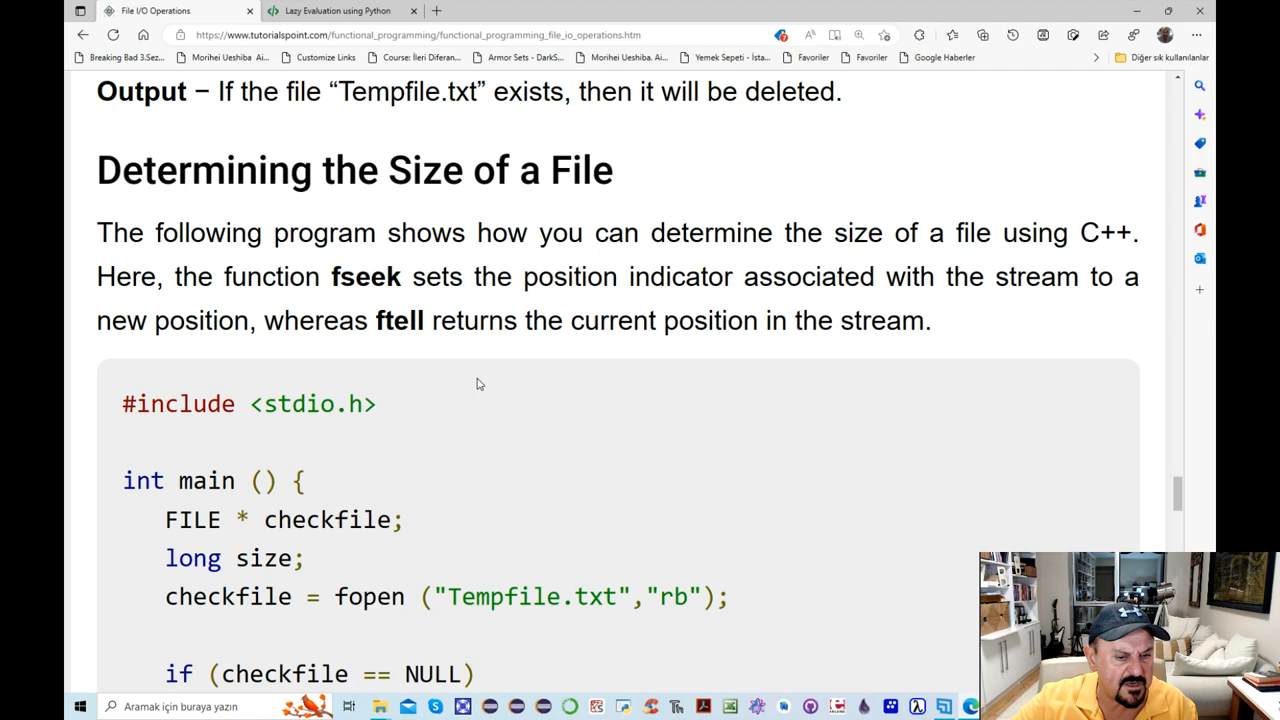 File I/O Operations
Lazy Evaluation using Python
https://www.tutorialspoint.com/functional_programming/functional_programming_file_io_operations.htm
Breaking Bad 3.Sez...
Morihei Ueshiba Ai...
Customize Links
Course: İleri Diferan...
Armor Sets - DarkS...
Morihei Ueshiba Ai...
Yemek Sepeti - İsta...
Favoriler
Favoriler
Google Haberler
Diğer sık kullanılanlar
Output − If the file “Tempfile.txt” exists, then it will be deleted.
Determining the Size of a File
The following program shows how you can determine the size of a file using C++.
Here, the function fseek sets the position indicator associated with the stream to a
new position, whereas ftell returns the current position in the stream.
#include <stdio.h>
int main () {
FILE * checkfile;
long size;
checkfile = fopen ("Tempfile.txt","rb");
if (checkfile == NULL)
Aramak için buraya yazın